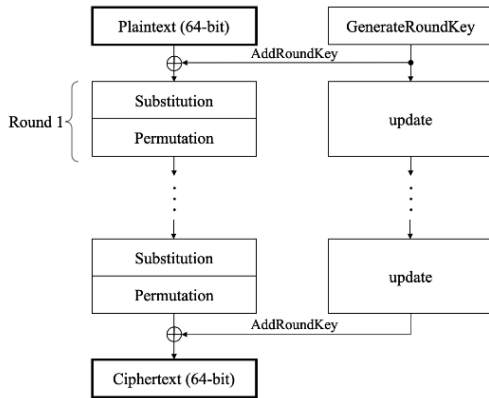 Plaintext (64-bit)
GenerateRoundKey
AddRoundKey
Round 1
Substitution
Permutation
update
Substitution
Permutation
update
AddRoundKey
Ciphertext (64-bit)